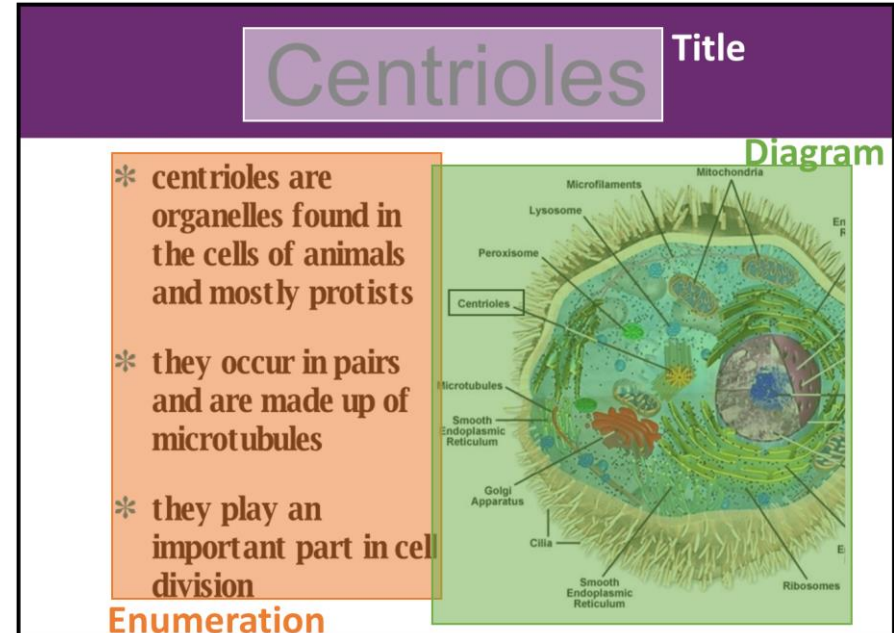 Centrioles
Title
Diagram
* centrioles are
organelles found in
the cells of animals
and mostly protists
* they occur in pairs
and are made up of
microtubules
* they play an
important part in cell
division
Enumeration
Mitochondria
Microfilaments
Lysosome
Peroxisome
Centrioles
Microtubules
Smooth
Endoplasmic
Reticulum
Golgi
Apparatus
Cilia
Smooth
Endoplasmic
Reticulum
Ribosomes